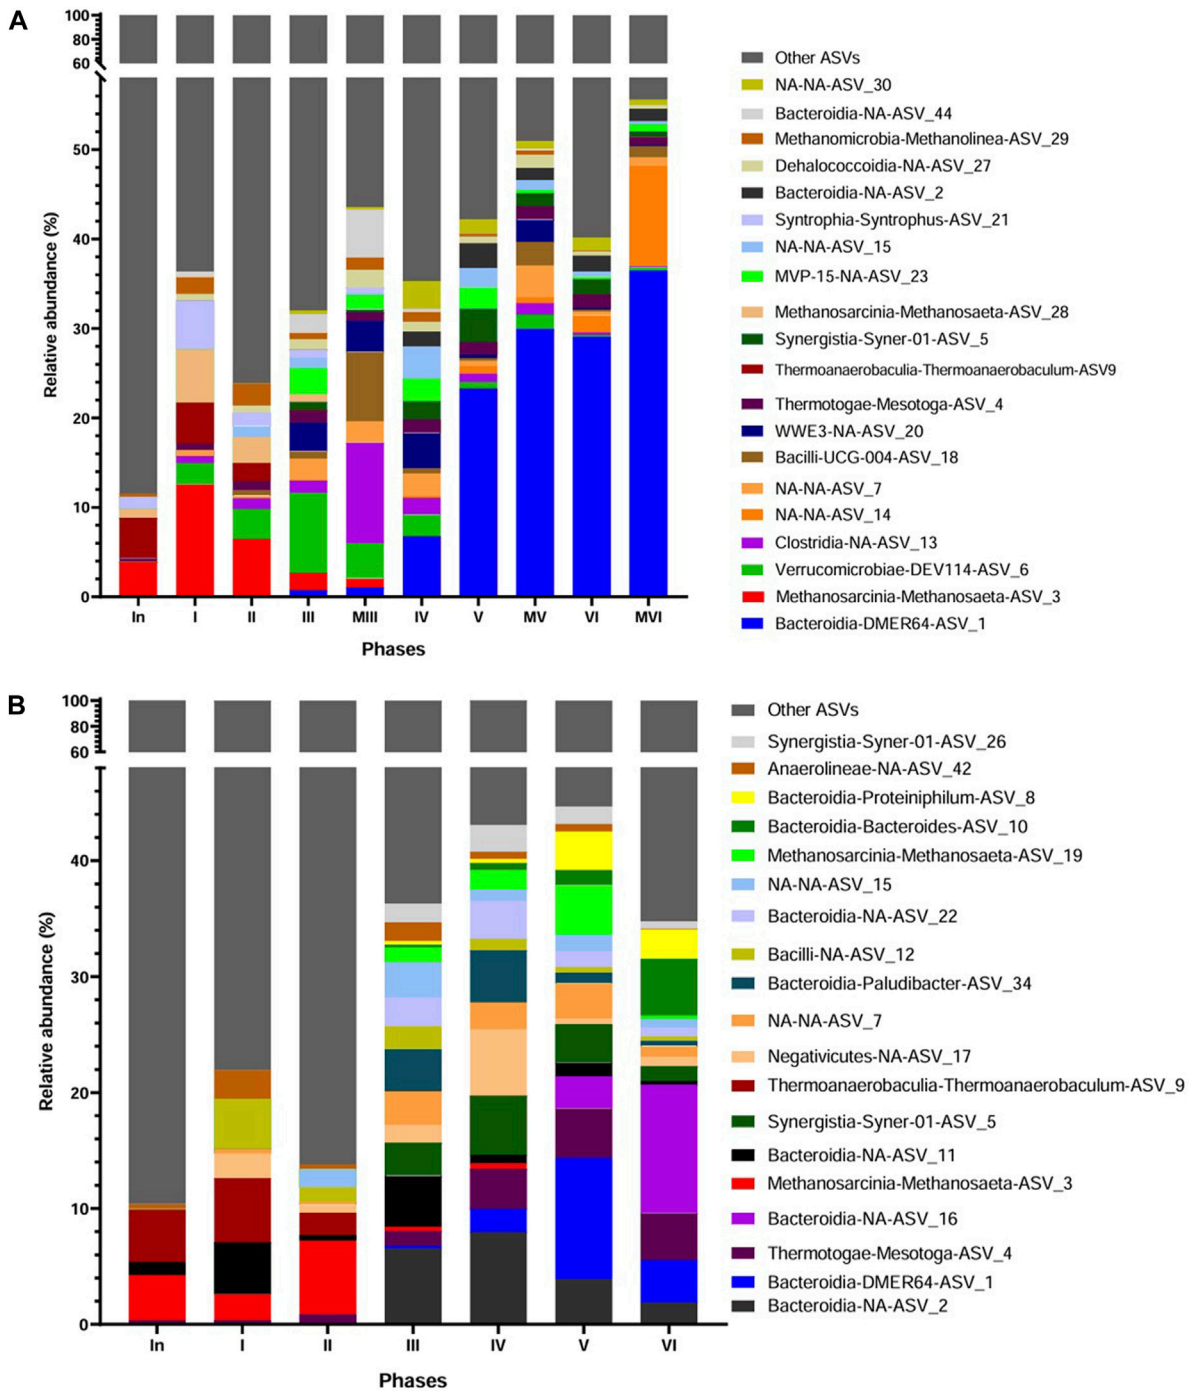 A
100
80
60
50
40
30
20
10
0
Relative abundance (%)
In I II III MIII IV V MV VI MVI
Phases
Other ASVs
NA-NA-ASV_30
Bacteroidia-NA-ASV_44
Methanomicrobia-Methanolinea-ASV_29
Dehalococcoidia-NA-ASV_27
Bacteroidia-NA-ASV_2
Syntrophia-Syntrophus-ASV_21
NA-NA-ASV_15
MVP-15-NA-ASV_23
Methanosarcinia-Methanosaeta-ASV_28
Synergistia-Syner-01-ASV_5
Thermoanaerobaculia-Thermoanaerobaculum-ASV9
Thermotogae-Mesotoga-ASV_4
WWE3-NA-ASV_20
Bacilli-UCG-004-ASV_18
NA-NA-ASV_7
NA-NA-ASV_14
Clostridia-NA-ASV_13
Verrucomicrobiae-DEV114-ASV_6
Methanosarcinia-Methanosaeta-ASV_3
Bacteroidia-DMER64-ASV_1
B
100
80
60
40
30
20
10
0
Relative abundance (%)
In I II III IV V VI
Phases
Other ASVs
Synergistia-Syner-01-ASV_26
Anaerolineae-NA-ASV_42
Bacteroidia-Proteiniphilum-ASV_8
Bacteroidia-Bacteroides-ASV_10
Methanosarcinia-Methanosaeta-ASV_19
NA-NA-ASV_15
Bacteroidia-NA-ASV_22
Bacilli-NA-ASV_12
Bacteroidia-Paludibacter-ASV_34
NA-NA-ASV_7
Negativicutes-NA-ASV_17
Thermoanaerobaculia-Thermoanaerobaculum-ASV_9
Synergistia-Syner-01-ASV_5
Bacteroidia-NA-ASV_11
Methanosarcinia-Methanosaeta-ASV_3
Bacteroidia-NA-ASV_16
Thermotogae-Mesotoga-ASV_4
Bacteroidia-DMER64-ASV_1
Bacteroidia-NA-ASV_2